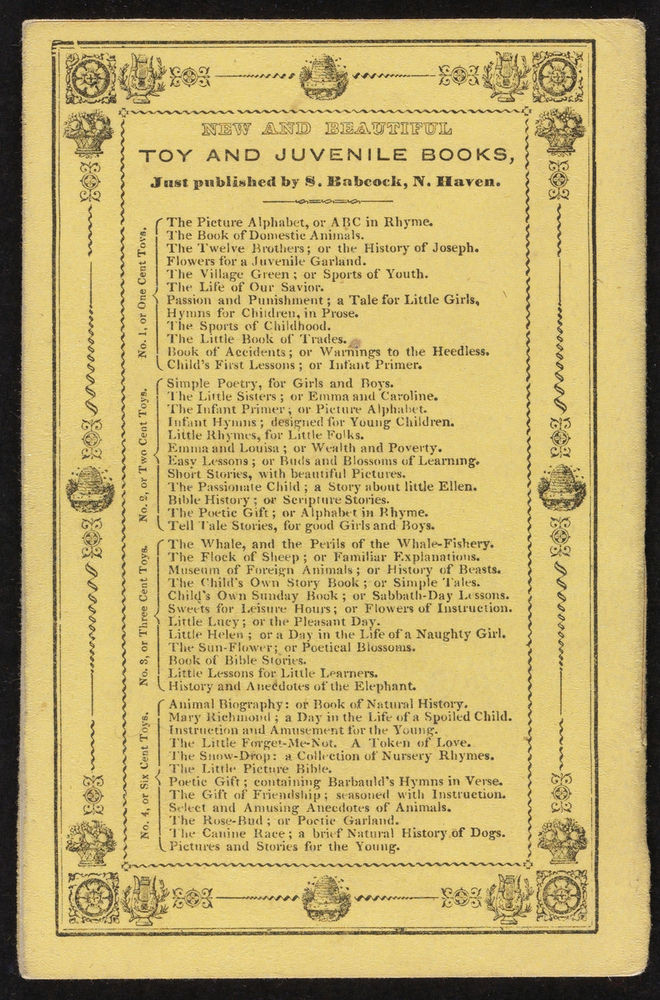 NEW AND BEAUTIFUL
TOY AND JUVENILE BOOKS,
Just published by S. Babcock, N. Haven.
No. 1, or One Cent Toys.
The Picture Alphabet, or ABC in Rhyme.
The Book of Domestic Animals.
The Twelve Brothers; or the History of Joseph.
Flowers for a Juvenile Garland.
The Village Green; or Sports of Youth.
The Life of Our Savior.
Passion and Punishment; a Tale for Little Girls,
Hymns for Children, in Prose.
The Sports of Childhood.
The Little Book of Trades.
Book of Accidents; or Warnings to the Heedless.
Child's First Lessons; or Infant Primer.
No. 2, or Two Cent Toys.
Simple Poetry, for Girls and Boys.
The Little Sisters; or Emma and Caroline.
The Infant Primer; or Picture Alphabet.
Infant Hymns; designed for Young Children.
Little Rhymes, for Little Folks.
Emma and Louisa; or Wealth and Poverty.
Easy Lessons; or Buds and Blossoms of Learning.
Short Stories, with beautiful Pictures.
The Passionate Child; a Story about little Ellen.
Bible History; or Scripture Stories.
The Poetic Gift; or Alphabet in Rhyme.
Tell Tale Stories, for good Girls and Boys.
No. 3, or Three Cent Toys.
The Whale, and the Perils of the Whale-Fishery.
The Flock of Sheep; or Familiar Explanations.
Museum of Foreign Animals; or History of Beasts.
The Child's Own Story Book; or Simple Tales.
Child's Own Sunday Book; or Sabbath-Day Lessons.
Sweets for Leisure Hours; or Flowers of Instruction.
Little Lucy; or the Pleasant Day.
Little Helen; or a Day in the Life of a Naughty Girl.
The Sun-Flower; or Poetical Blossoms.
Book of Bible Stories.
Little Lessons for Little Learners.
History and Anecdotes of the Elephant.
No. 4, or Six Cent Toys.
Animal Biography: or Book of Natural History.
Mary Richmond; a Day in the Life of a Spoiled Child.
Instruction and Amusement for the Young.
The Little Forget-Me-Not. A Token of Love.
The Snow-Drop: a Collection of Nursery Rhymes.
The Little Picture Bible.
Poetic Gift; containing Barbauld's Hymns in Verse.
The Gift of Friendship; seasoned with Instruction.
Select and Amusing Anecdotes of Animals.
The Rose-Bud; or Poetic Garland.
The Canine Race; a brief Natural History of Dogs.
Pictures and Stories for the Young.